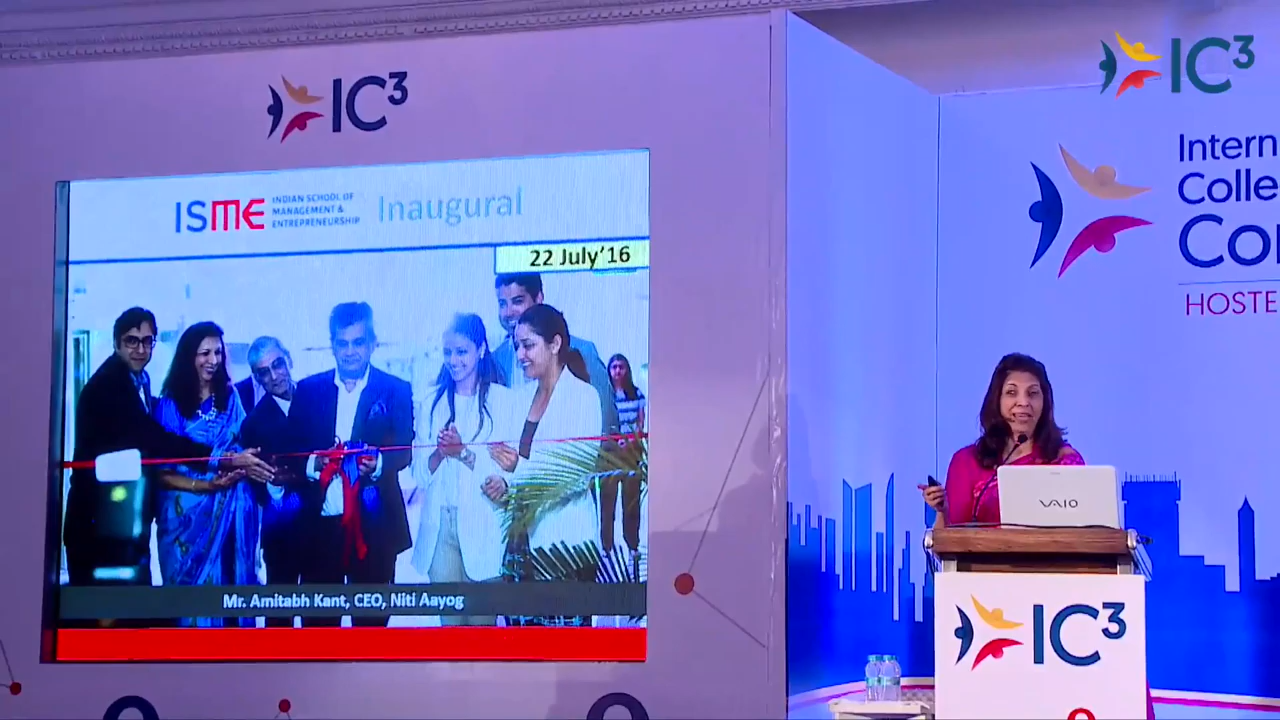 IC3
ISME INDIAN SCHOOL OF
MANAGEMENT &
ENTREPRENEURSHIP
Inaugural
22 July'16
Mr. Amitabh Kant, CEO, Niti Aayog
IC3
Intern
Colle
Co
HOSTE
VAIO
IC3